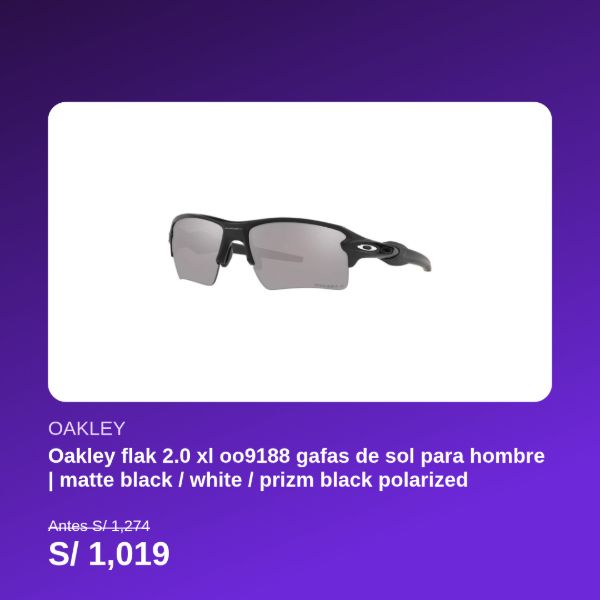 OAKLEY
Oakley flak 2.0 xl oo9188 gafas de sol para hombre
| matte black / white / prizm black polarized
Antes S/ 1,274
S/ 1,019